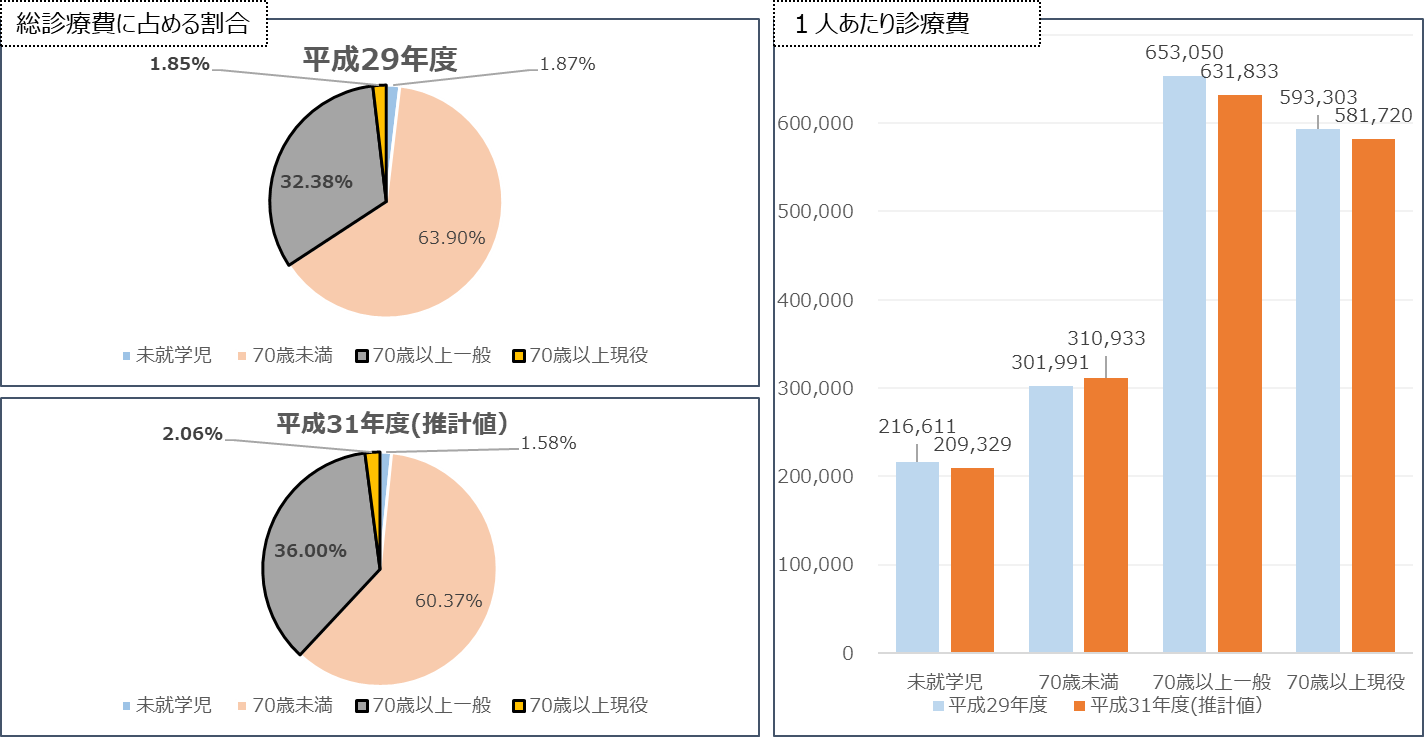 総診療費に占める割合
平成29年度
1.85%
1.87%
32.38%
63.90%
未就学児 70歳未満 70歳以上一般 70歳以上現役
平成31年度(推計値)
2.06%
1.58%
36.00%
60.37%
未就学児 70歳未満 70歳以上一般 70歳以上現役
1人あたり診療費
653,050
631,833
593,303
581,720
600,000
500,000
400,000
310,933
301,991
300,000
216,611
209,329
200,000
100,000
0
未就学児 70歳未満 70歳以上一般 70歳以上現役
平成29年度 平成31年度(推計値)